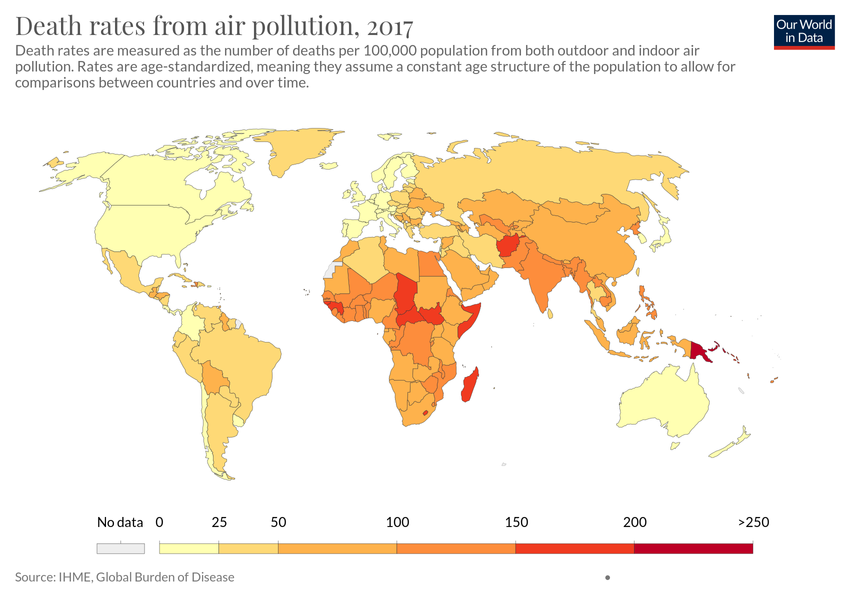 Death rates from air pollution, 2017
Our World
in Data
Death rates are measured as the number of deaths per 100,000 population from both outdoor and indoor air
pollution. Rates are age-standardized, meaning they assume a constant age structure of the population to allow for
comparisons between countries and over time.
No data 0 25 50 100 150 200 >250
Source: IHME, Global Burden of Disease